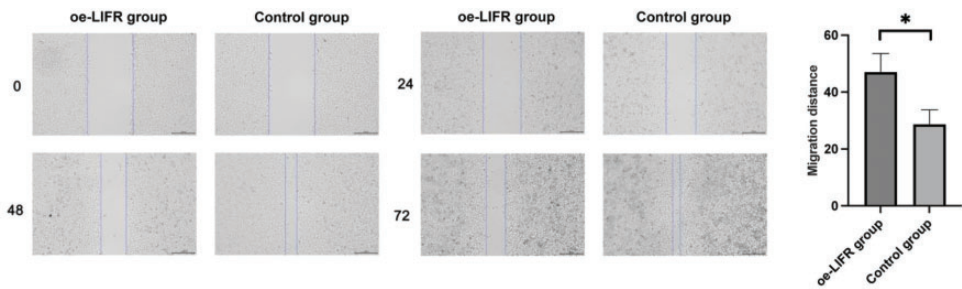 oe-LIFR group Control group oe-LIFR group Control group
0
24
48
72
*
60
40
20
0
Migration distance
oe-LIFR group
Control group